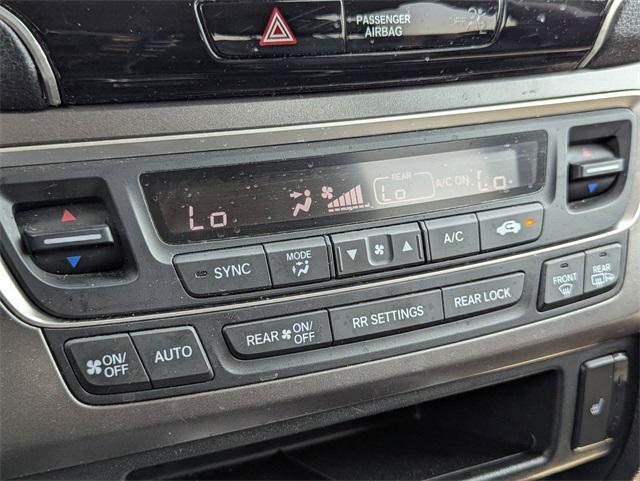 PASSENGER
AIRBAG
OFF
Lo
REAR
Lo
A/C ON
Lo
SYNC
MODE
A/C
ON/
OFF
AUTO
REAR ON/
OFF
RR SETTINGS
REAR LOCK
FRONT
REAR